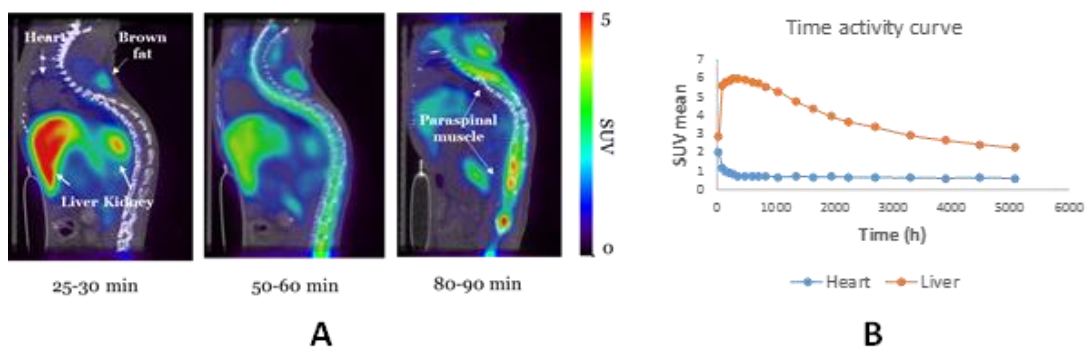 Heart
Brown
fat
Liver Kidney
25-30 min
50-60 min
Paraspinal
muscle
80-90 min
5
SUV
0
A
Time activity curve
SUV mean
7
6
5
4
3
2
1
0
0 1000 2000 3000 4000 5000 6000
Time (h)
Heart Liver
B